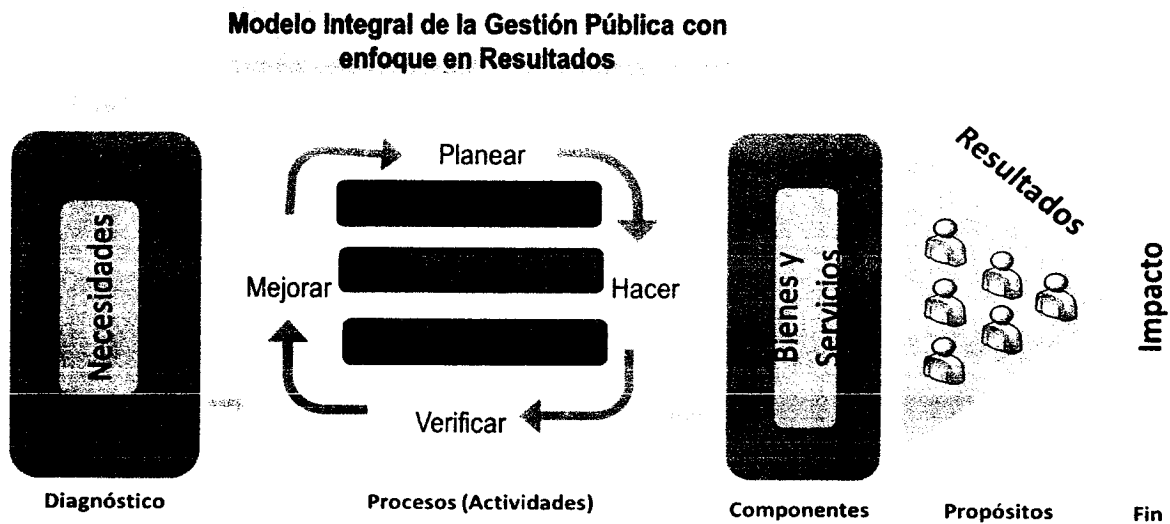 Modelo Integral de la Gestión Pública con
enfoque en Resultados
Necesidades
Planear
Mejorar
Hacer
Verificar
Bienes y
Servicios
Resultados
Impacto
Diagnóstico
Procesos (Actividades)
Componentes
Propósitos
Fin